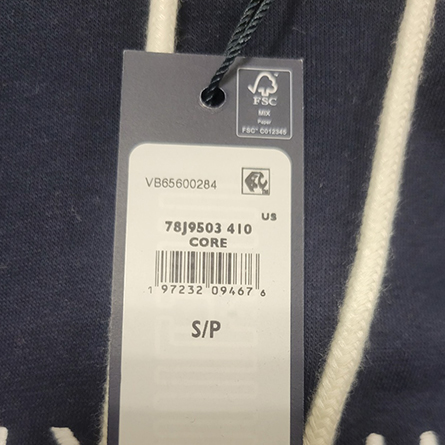 FSC
MIX
Paper
FSC® C012345
VB65600284
US
78J9503 410
CORE
1 97232 09467 6
S/P